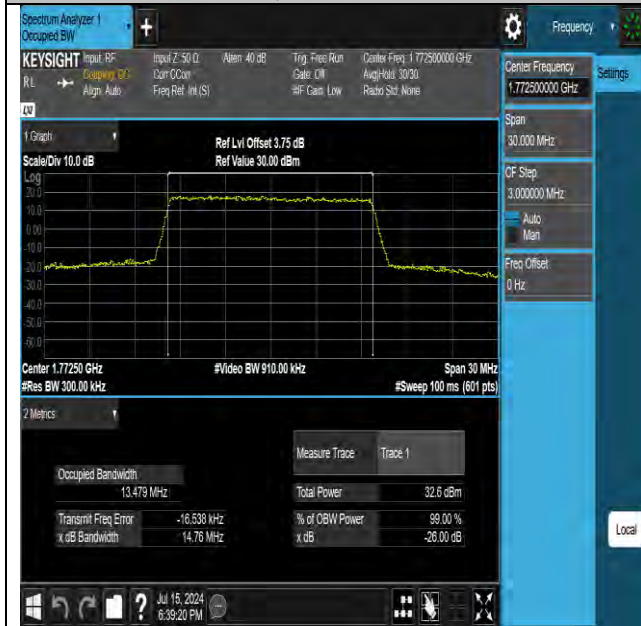 Spectrum Analyzer 1
Occupied BW
+
Frequency
KEYSIGHT
Input: RF
Input Z: 50 Ω
Atten: 40 dB
Trig: Free Run
Center Freq: 1.772500000 GHz
RL
Coupling: DC
Corr CCorr
Gate: Off
Avg|Hold: 30/30
Align: Auto
Freq Ref: Int (S)
#IF Gain: Low
Radio Std: None
LXI
Center Frequency
1.772500000 GHz
Settings
Span
30.000 MHz
CF Step
3.000000 MHz
Auto
Man
Freq Offset
0 Hz
Local
1 Graph
Ref Lvl Offset 3.75 dB
Scale/Div 10.0 dB
Ref Value 30.00 dBm
Log
20.0
10.0
0.00
-10.0
-20.0
-30.0
-40.0
-50.0
-60.0
Center 1.77250 GHz
#Video BW 910.00 kHz
Span 30 MHz
#Res BW 300.00 kHz
#Sweep 100 ms (601 pts)
2 Metrics
Measure Trace
Trace 1
Occupied Bandwidth
13.479 MHz
Total Power
32.6 dBm
Transmit Freq Error
-16.538 kHz
% of OBW Power
99.00 %
x dB Bandwidth
14.76 MHz
x dB
-26.00 dB
?
Jul 15, 2024
6:39:20 PM